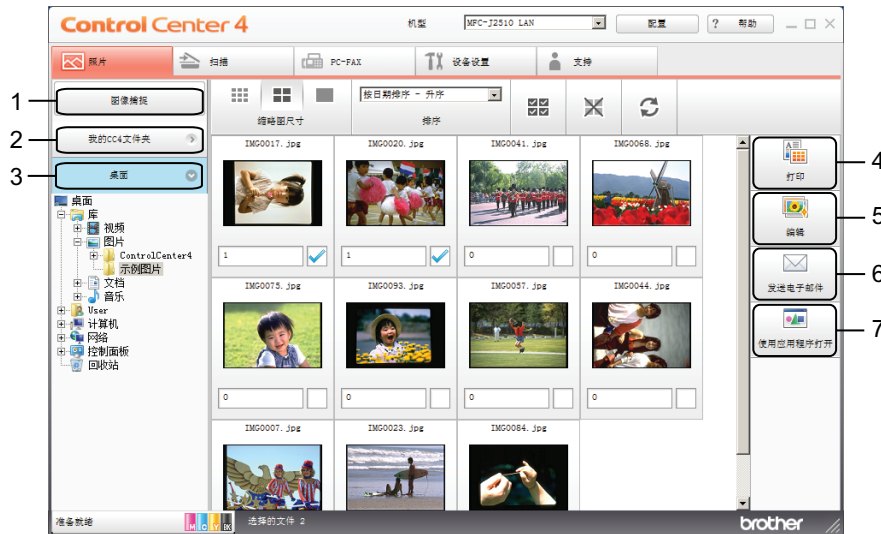 Control Center 4
机型 MFC-J2510 LAN 配置 ? 帮助
照片 扫描 PC-FAX 设备设置 支持
1 图像捕捉
2 我的CC4文件夹
3 桌面
缩略图尺寸
按日期排序 - 升序
排序
桌面
库
视频
图片
ControlCenter4
示例图片
文档
音乐
User
计算机
网络
控制面板
回收站
IMG0017.jpg IMG0020.jpg IMG0041.jpg IMG0068.jpg
1 1 0 0
IMG0075.jpg IMG0093.jpg IMG0057.jpg IMG0044.jpg
0 0 0 0
IMG0007.jpg IMG0023.jpg IMG0084.jpg
打印 4
编辑 5
发送电子邮件 6
使用应用程序打开 7
准备就绪 M C Y BK 选择的文件 2 brother